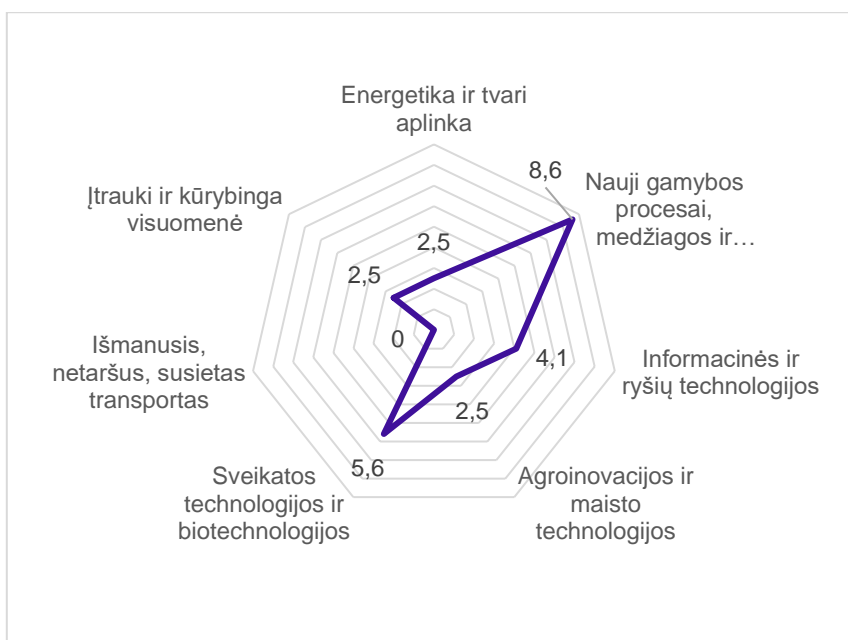 Energetika ir tvari
aplinka
8,6
Nauji gamybos
procesai,
medžiagos ir…
Įtrauki ir kūrybinga
visuomenė
2,5
2,5
Išmanusis,
netaršus, susietas
transportas
0
4,1
Informacinės ir
ryšių technologijos
2,5
5,6
Sveikatos
technologijos ir
biotechnologijos
Agroinovacijos ir
maisto
technologijos